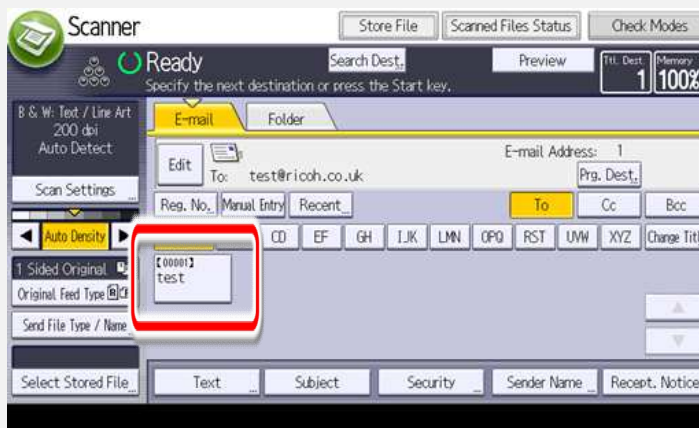 Scanner
Store File
Scanned Files Status
Check Modes
Ready
Search Dest.
Preview
Ttl. Dest.
1
Memory
100%
Specify the next destination or press the Start key.
B & W: Text / Line Art
200 dpi
Auto Detect
Scan Settings
Auto Density
1 Sided Original
Original Feed Type
Send File Type / Name
Select Stored File
E-mail
Folder
Edit
To: test@ricoh.co.uk
E-mail Address: 1
Prg. Dest.
Reg. No.
Manual Entry
Recent
To
Cc
Bcc
CD
EF
GH
IJK
LMN
OPQ
RST
UVW
XYZ
Change Titl
[00001]
test
Text
Subject
Security
Sender Name
Recept. Notice